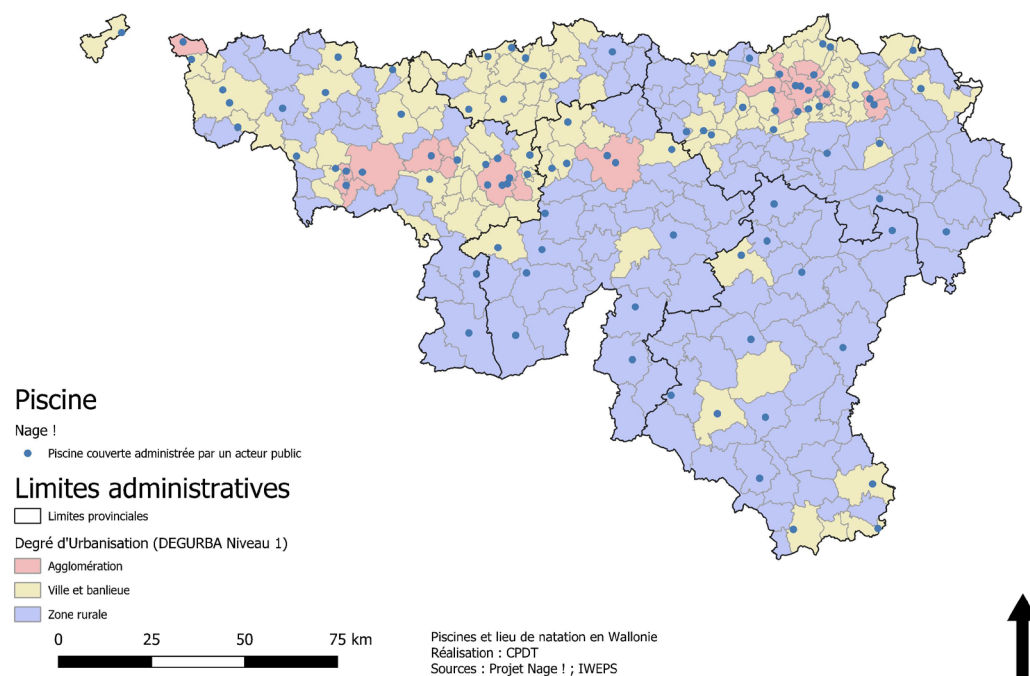 Piscine
Nage !
Piscine couverte administrée par un acteur public
Limites administratives
Limites provinciales
Degré d'Urbanisation (DEGURBA Niveau 1)
Agglomération
Ville et banlieue
Zone rurale
0 25 50 75 km
Piscines et lieu de natation en Wallonie
Réalisation : CPDT
Sources : Projet Nage ! ; IWEPS